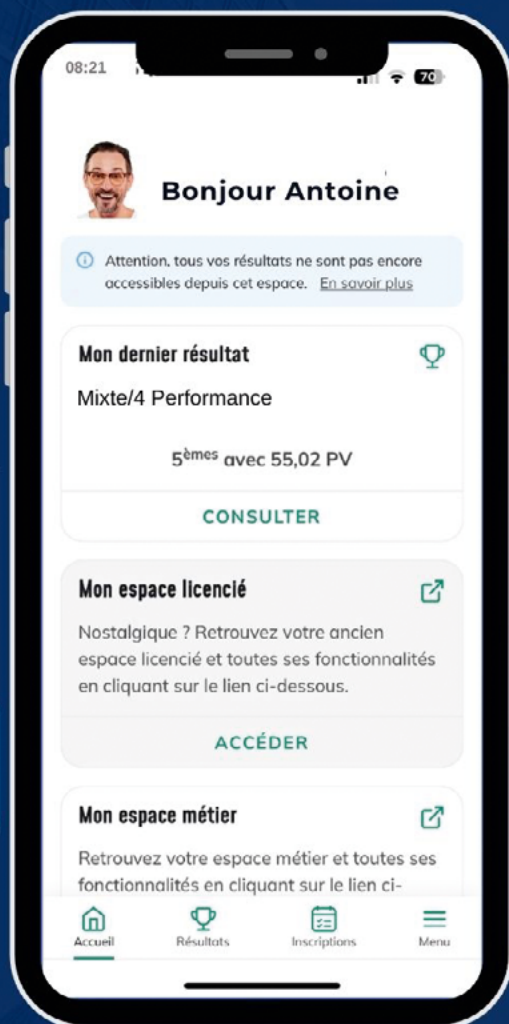 08:21
70
Bonjour Antoine
Attention, tous vos résultats ne sont pas encore
accessibles depuis cet espace. En savoir plus
Mon dernier résultat
Mixte/4 Performance
5èmes avec 55,02 PV
CONSULTER
Mon espace licencié
Nostalgique ? Retrouvez votre ancien
espace licencié et toutes ses fonctionnalités
en cliquant sur le lien ci-dessous.
ACCÉDER
Mon espace métier
Retrouvez votre espace métier et toutes ses
fonctionnalités en cliquant sur le lien ci-
Accueil Résultats Inscriptions Menu